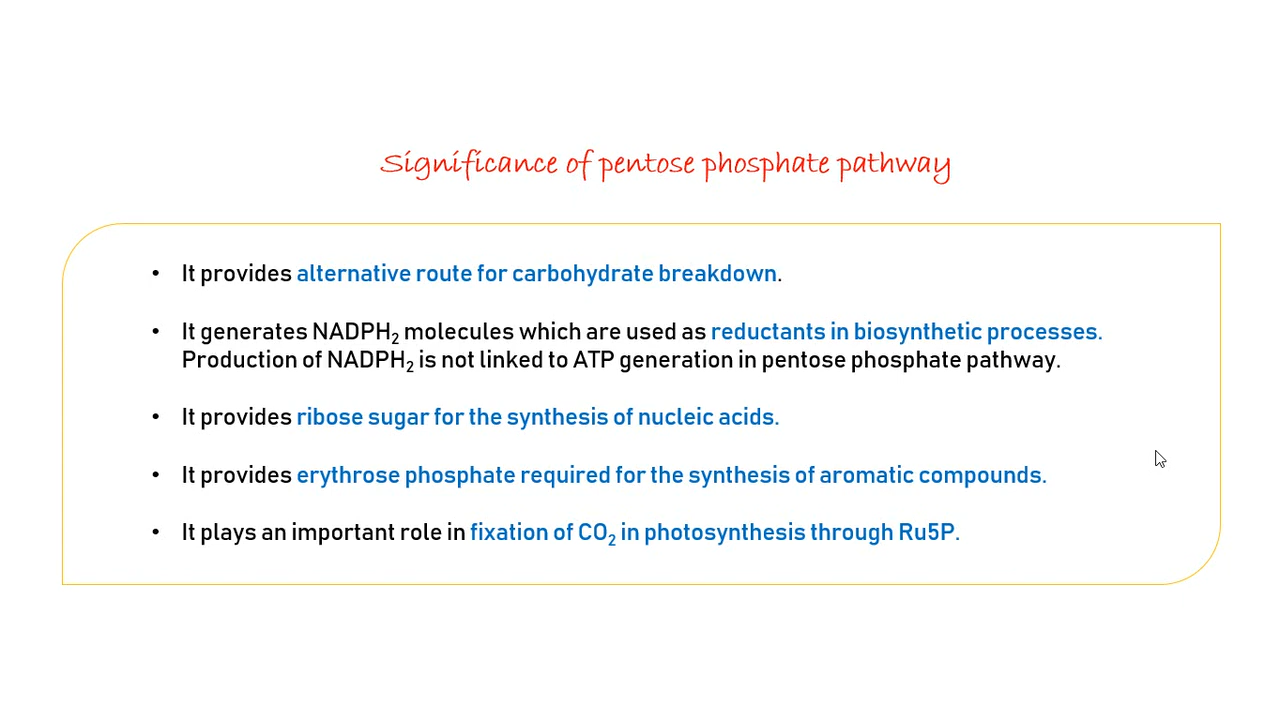 Significance of pentose phosphate pathway
• It provides alternative route for carbohydrate breakdown.
• It generates NADPH₂ molecules which are used as reductants in biosynthetic processes.
Production of NADPH₂ is not linked to ATP generation in pentose phosphate pathway.
• It provides ribose sugar for the synthesis of nucleic acids.
• It provides erythrose phosphate required for the synthesis of aromatic compounds.
• It plays an important role in fixation of CO₂ in photosynthesis through Ru5P.